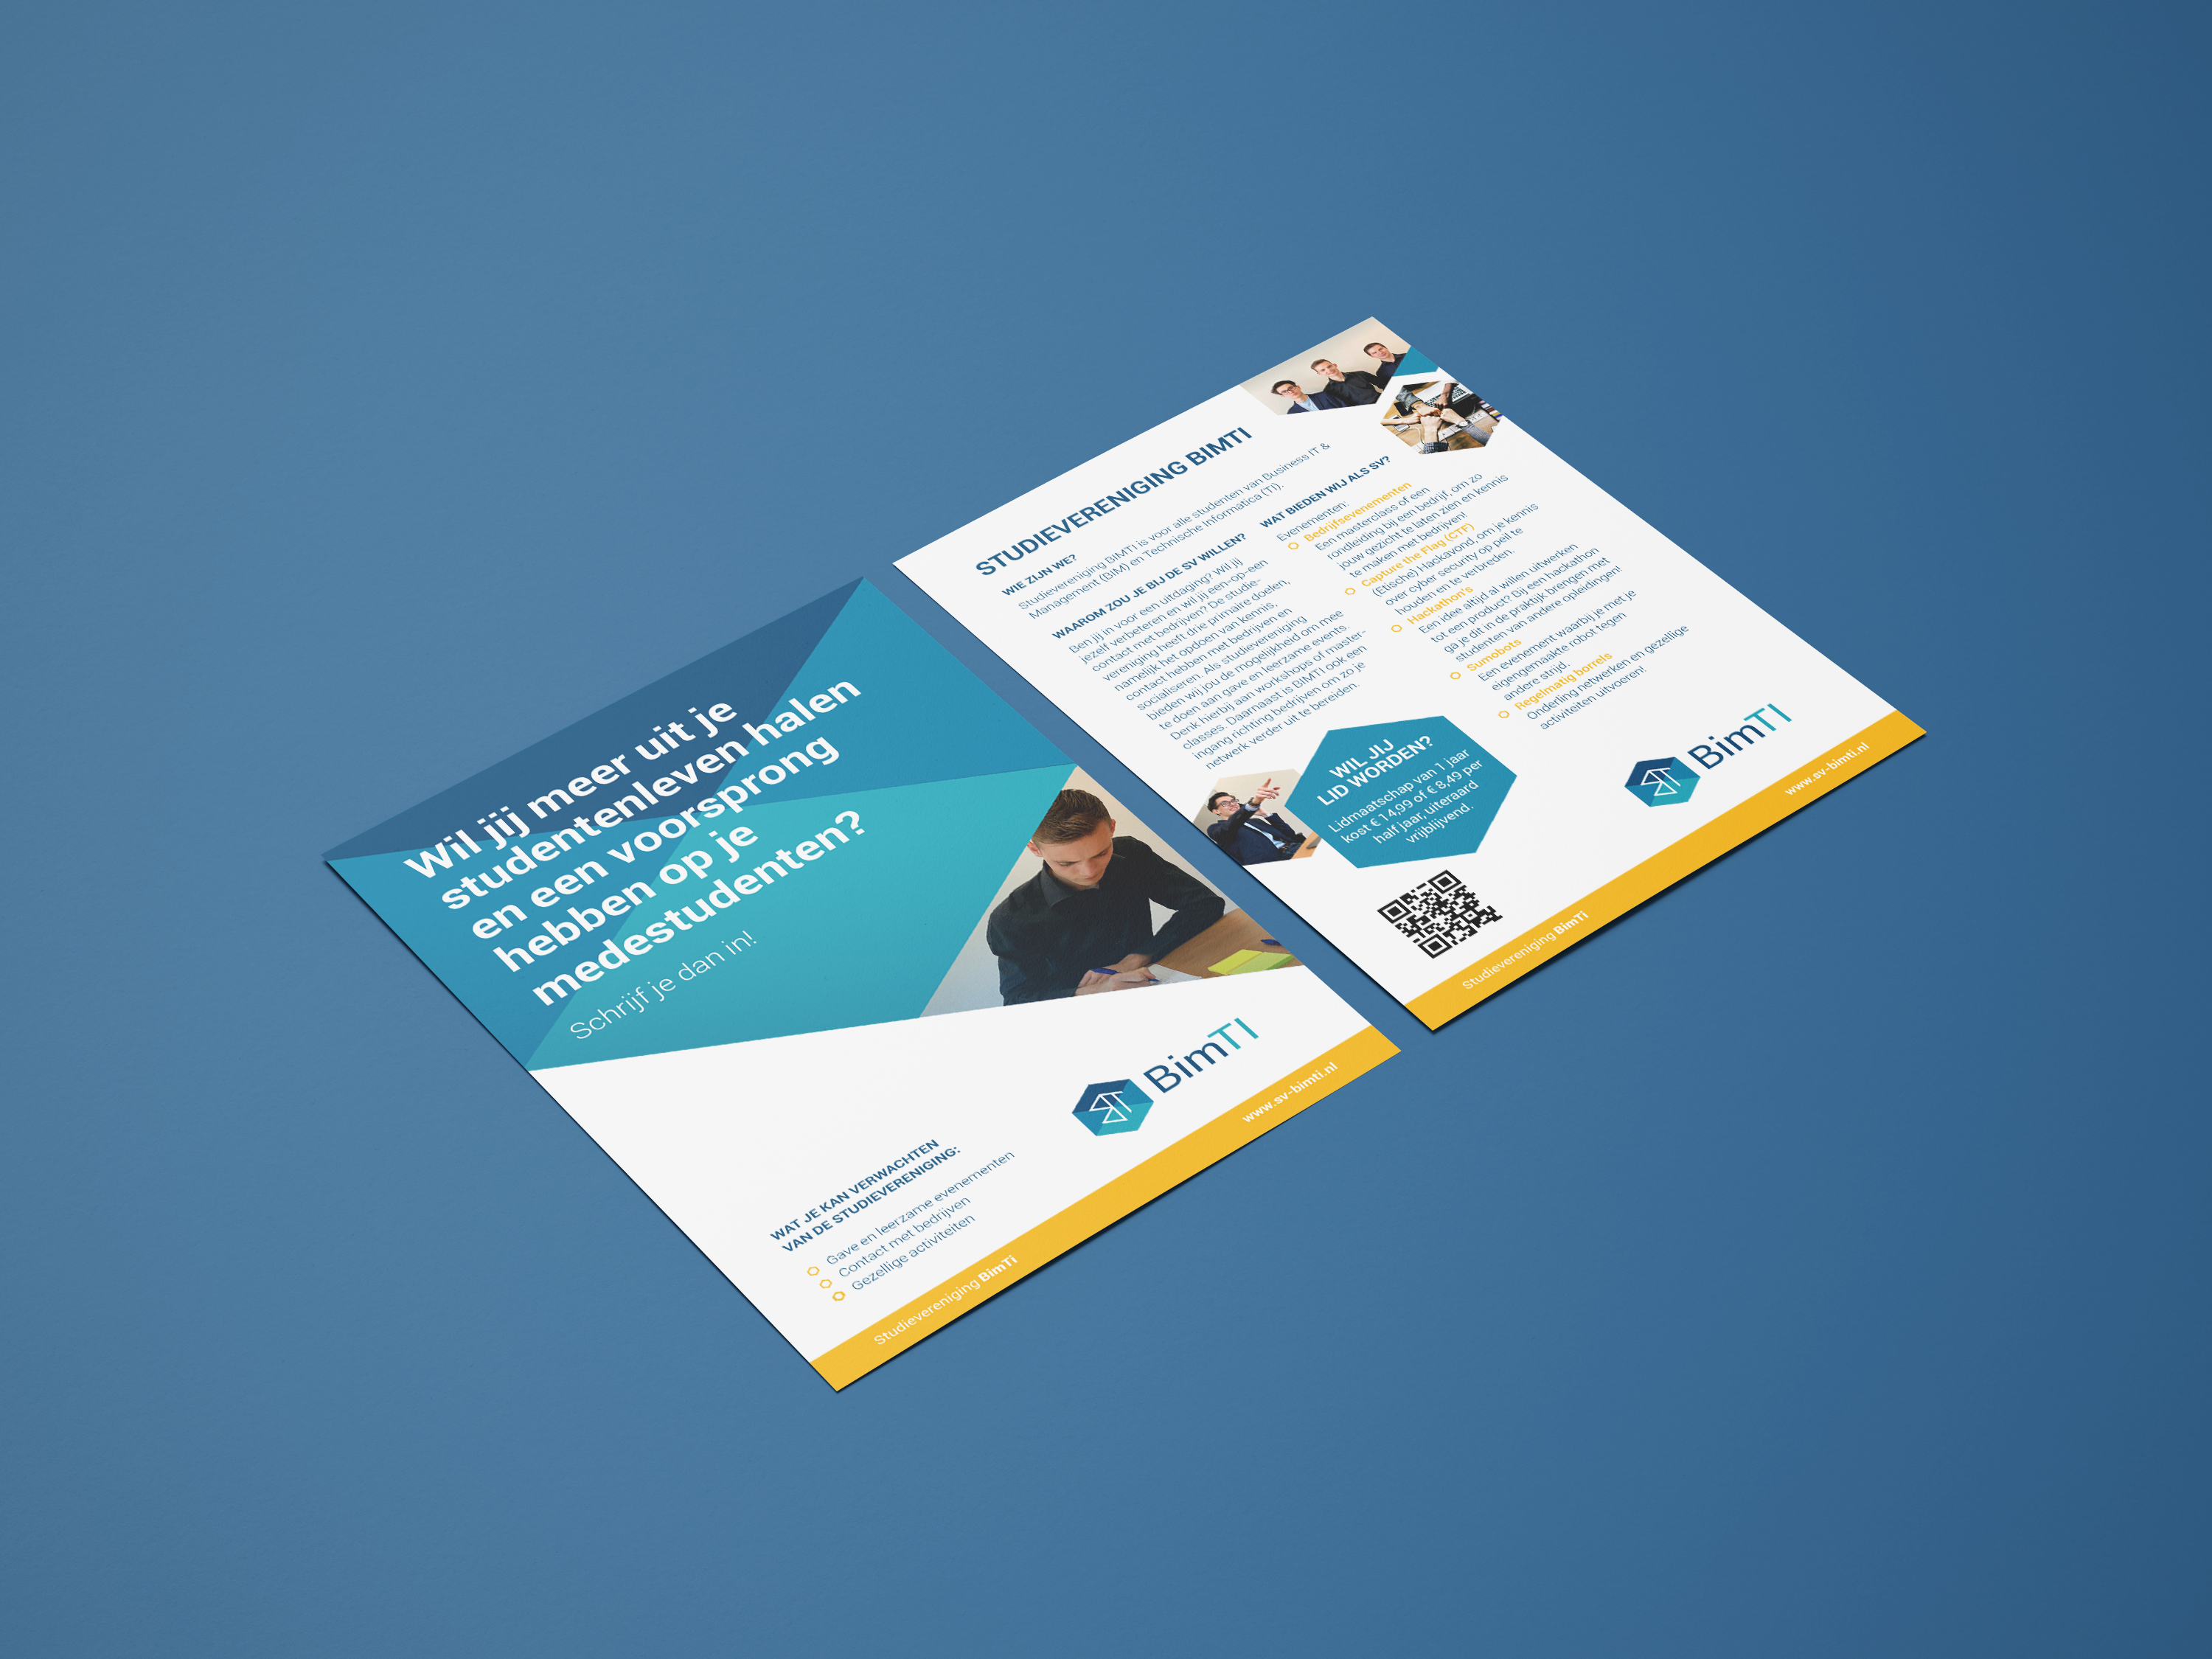 Wil jij meer uit je
studentenleven halen
en een voorsprong
hebben op je
medestudenten?
Schrijf je dan in!
BimTI
WAT JE KAN VERWACHTEN
VAN DE STUDIEVERENIGING:
Gave en leerzame evenementen
Contact met bedrijven
Gezellige activiteiten
Studievereniging BimTi
www.sv-bimti.nl
STUDIEVERENIGING BIMTI
WIE ZIJN WE?
Studievereniging BIMTI is voor alle studenten van Business IT &
Management (BIM) en Technische Informatica (TI).
WAAROM ZOU JE BIJ DE SV WILLEN?
Ben jij in voor een uitdaging? Wil jij
jezelf verbeteren en wil jij een-op-een
contact met bedrijven? De studie-
vereniging heeft drie primaire doelen,
namelijk het opdoen van kennis,
contact hebben met bedrijven en
socialiseren. Als studievereniging
bieden wij jou de mogelijkheid om mee
te doen aan gave en leerzame events.
Denk hierbij aan workshops of master-
classes. Daarnaast is BIMTI ook een
ingang richting bedrijven om zo je
netwerk verder uit te bereiden.
WAT BIEDEN WIJ ALS SV?
Evenementen:
Bedrijfsevenementen
Een masterclass of een
rondleiding bij een bedrijf, om zo
jouw gezicht te laten zien en kennis
te maken met bedrijven!
Capture the Flag (CTF)
(Etische) Hackavond, om je kennis
over cyber security op peil te
houden en te verbreden.
Hackathon's
Een idee altijd al willen uitwerken
tot een product? Bij een hackathon
ga je dit in de praktijk brengen met
studenten van andere opleidingen!
Sumobots
Een evenement waarbij je met je
eigengemaakte robot tegen
andere strijd.
Regelmatig borrels
Onderling netwerken en gezellige
activiteiten uitvoeren!
WIL JIJ
LID WORDEN?
Lidmaatschap van 1 jaar
kost € 14,99 of € 8,49 per
half jaar, uiteraard
vrijblijvend.
BimTI
Studievereniging BimTi
www.sv-bimti.nl